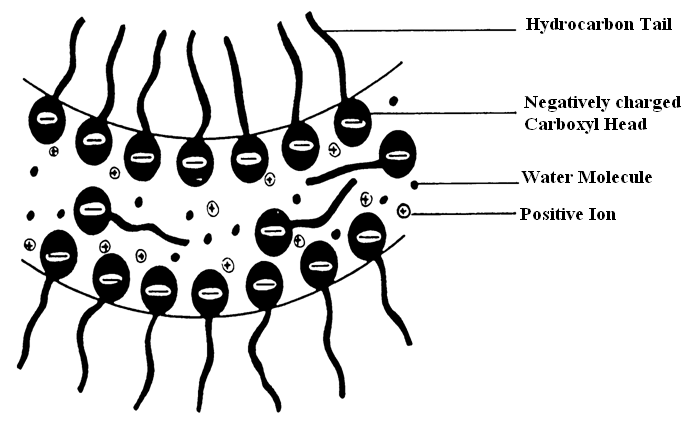 Hydrocarbon Tail
Negatively charged
Carboxyl Head
Water Molecule
Positive Ion